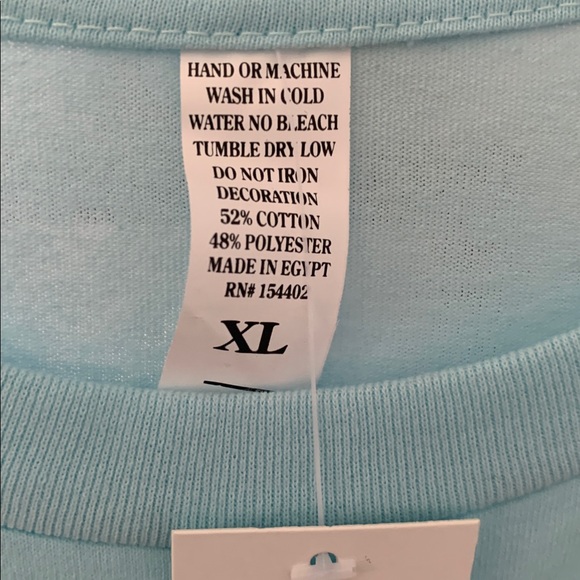 HAND OR MACHINE
WASH IN COLD
WATER NO BLEACH
TUMBLE DRY LOW
DO NOT IRON
DECORATION
52% COTTON
48% POLYESTER
MADE IN EGYPT
RN# 154402
XL